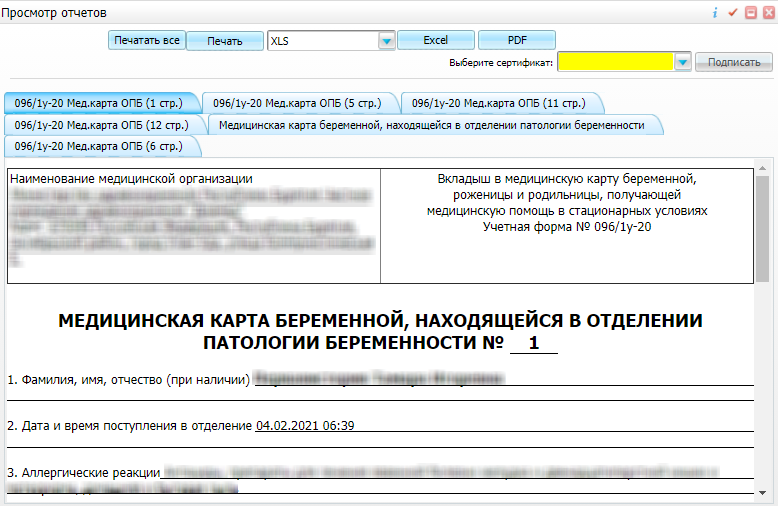 Просмотр отчетов
Печатать все
Печать
XLS
Excel
PDF
Выберите сертификат:
Подписать
096/1у-20 Мед.карта ОПБ (1 стр.)
096/1у-20 Мед.карта ОПБ (5 стр.)
096/1у-20 Мед.карта ОПБ (11 стр.)
096/1у-20 Мед.карта ОПБ (12 стр.)
Медицинская карта беременной, находящейся в отделении патологии беременности
096/1у-20 Мед.карта ОПБ (6 стр.)
Наименование медицинской организации
Вкладыш в медицинскую карту беременной,
роженицы и родильницы, получающей
медицинскую помощь в стационарных условиях
Учетная форма № 096/1у-20
МЕДИЦИНСКАЯ КАРТА БЕРЕМЕННОЙ, НАХОДЯЩЕЙСЯ В ОТДЕЛЕНИИ
ПАТОЛОГИИ БЕРЕМЕННОСТИ № 1
1. Фамилия, имя, отчество (при наличии)
2. Дата и время поступления в отделение 04.02.2021 06:39
3. Аллергические реакции